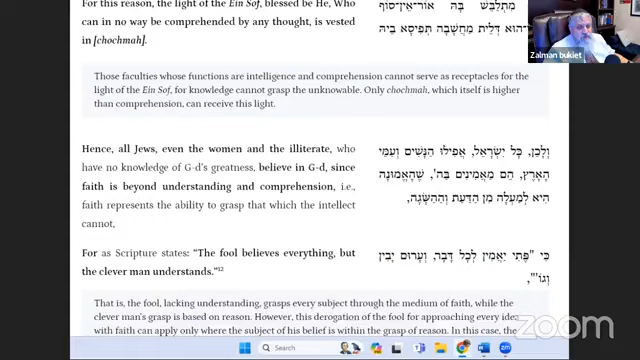 For this reason, the light of the Ein Sof, blessed be He, Who
can in no way be comprehended by any thought, is vested
in [chochmah].
מִתְלַבֵּשׁ בָּהּ אוֹר־אֵין־סוֹף
הוּא דְּלֵית מַחֲשָׁבָה תְּפִיסָא בֵּיהּ
Zalman bukiet
Those faculties whose functions are intelligence and comprehension cannot serve as receptacles for the
light of the Ein Sof, for knowledge cannot grasp the unknowable. Only chochmah, which itself is higher
than comprehension, can receive this light.
Hence, all Jews, even the women and the illiterate, who
have no knowledge of G-d's greatness, believe in G-d, since
faith is beyond understanding and comprehension, i.e.,
faith represents the ability to grasp that which the intellect
cannot,
וְלָכֵן, כָּל יִשְׂרָאֵל, אֲפִילּוּ הַנָּשִׁים וְעַמֵּי
הָאָרֶץ, הֵם מַאֲמִינִים בַּה', שֶׁהָאֱמוּנָה
הִיא לְמַעְלָה מִן הַדַּעַת וְהַהַשָּׂגָה,
For as Scripture states: “The fool believes everything, but
the clever man understands.”12
כִּי "פֶּתִי יַאֲמִין לְכָל דָּבָר, וְעָרוּם יָבִין
וְגוֹ'",
That is, the fool, lacking understanding, grasps every subject through the medium of faith, while the
clever man's grasp is based on reason. However, this derogation of the fool for approaching every idea
with faith can apply only where the subject of his belief is within the grasp of reason. In this case, the
zoom
Search